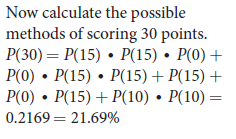 Now calculate the possible
methods of scoring 30 points.
P(30) = P(15) • P(15) • P(0) +
P(0) • P(15) • P(15) + P(15) +
P(0) • P(15) + P(10) • P(10) =
0.2169 = 21.69%